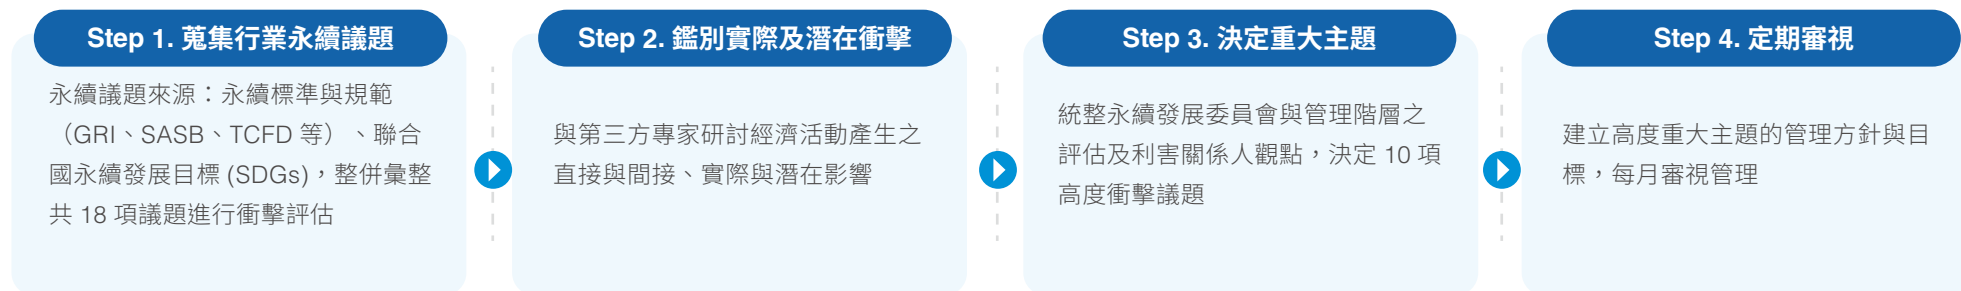 Step 1. 蒐集行業永續議題
永續議題來源：永續標準與規範
（GRI、SASB、TCFD 等）、聯合
國永續發展目標 (SDGs)，整併彙整
共 18 項議題進行衝擊評估
Step 2. 鑑別實際及潛在衝擊
與第三方專家研討經濟活動產生之
直接與間接、實際與潛在影響
Step 3. 決定重大主題
統整永續發展委員會與管理階層之
評估及利害關係人觀點，決定 10 項
高度衝擊議題
Step 4. 定期審視
建立高度重大主題的管理方針與目
標，每月審視管理